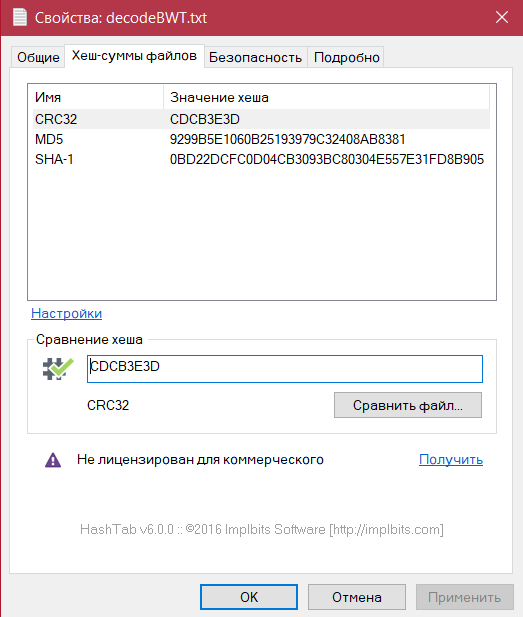 Свойства: decodeBWT.txt
Общие Хеш-суммы файлов Безопасность Подробно
Имя Значение хеша
CRC32 CDCB3E3D
MD5 9299B5E1060B25193979C32408AB8381
SHA-1 0BD22DCFC0D04CB3093BC80304E557E31FD8B905
Настройки
Сравнение хеша
CDCB3E3D
CRC32 Сравнить файл...
Не лицензирован для коммерческого Получить
HashTab v6.0.0 :: ©2016 Implbits Software [http://implbits.com]
ОК Отмена Применить